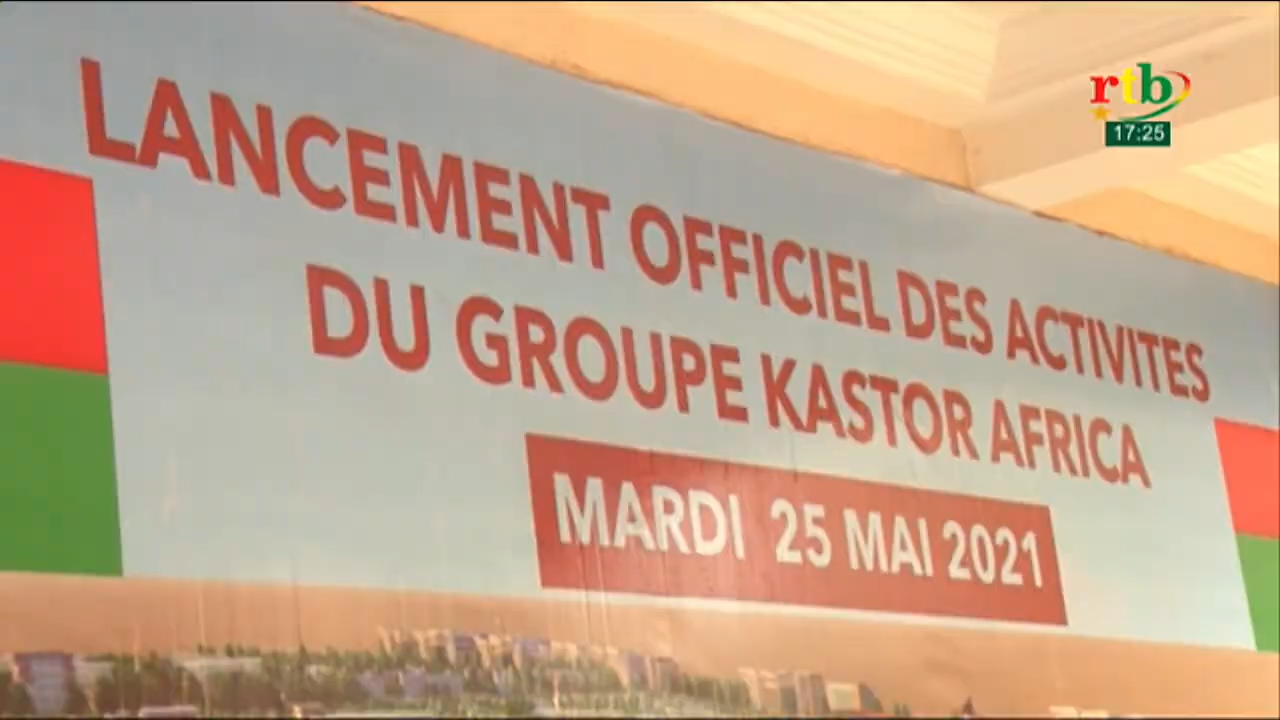 rtb
17:25
LANCEMENT OFFICIEL DES ACTIVITES
DU GROUPE KASTOR AFRICA
MARDI 25 MAI 2021